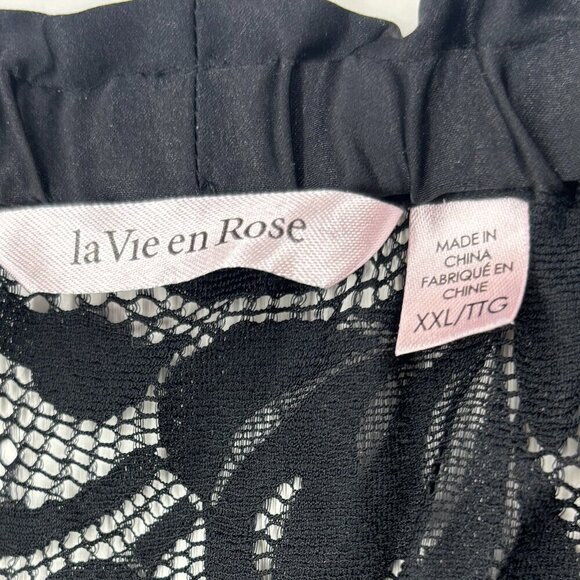 la Vie en Rose
MADE IN
CHINA
FABRIQUÉ EN
CHINE
XXL/TTG